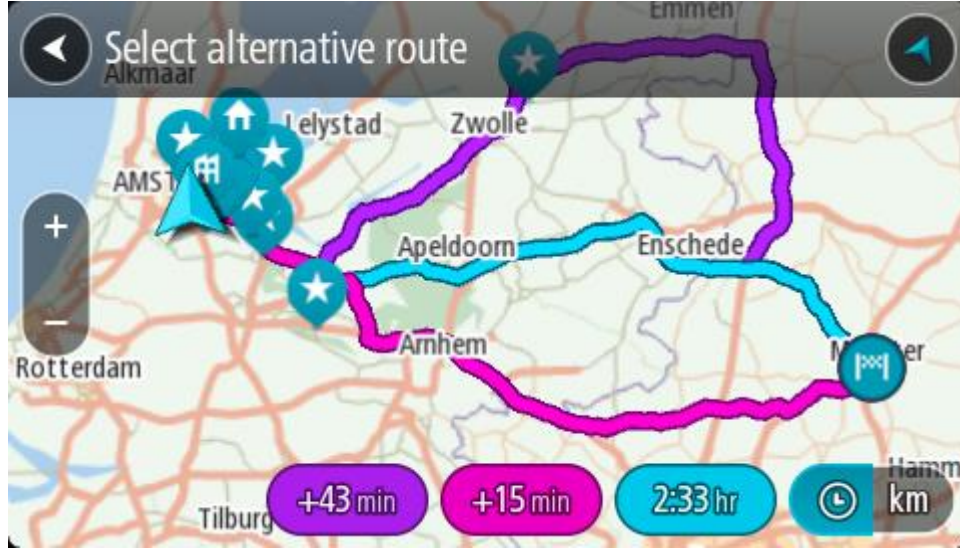 Emmen
Select alternative route
Alkmaar
Lelystad
Zwolle
AMST
+
Apeldoorn
Enschede
−
Arnhem
Rotterdam
Hamm
Tilburg
+43 min
+15 min
2:33 hr
km